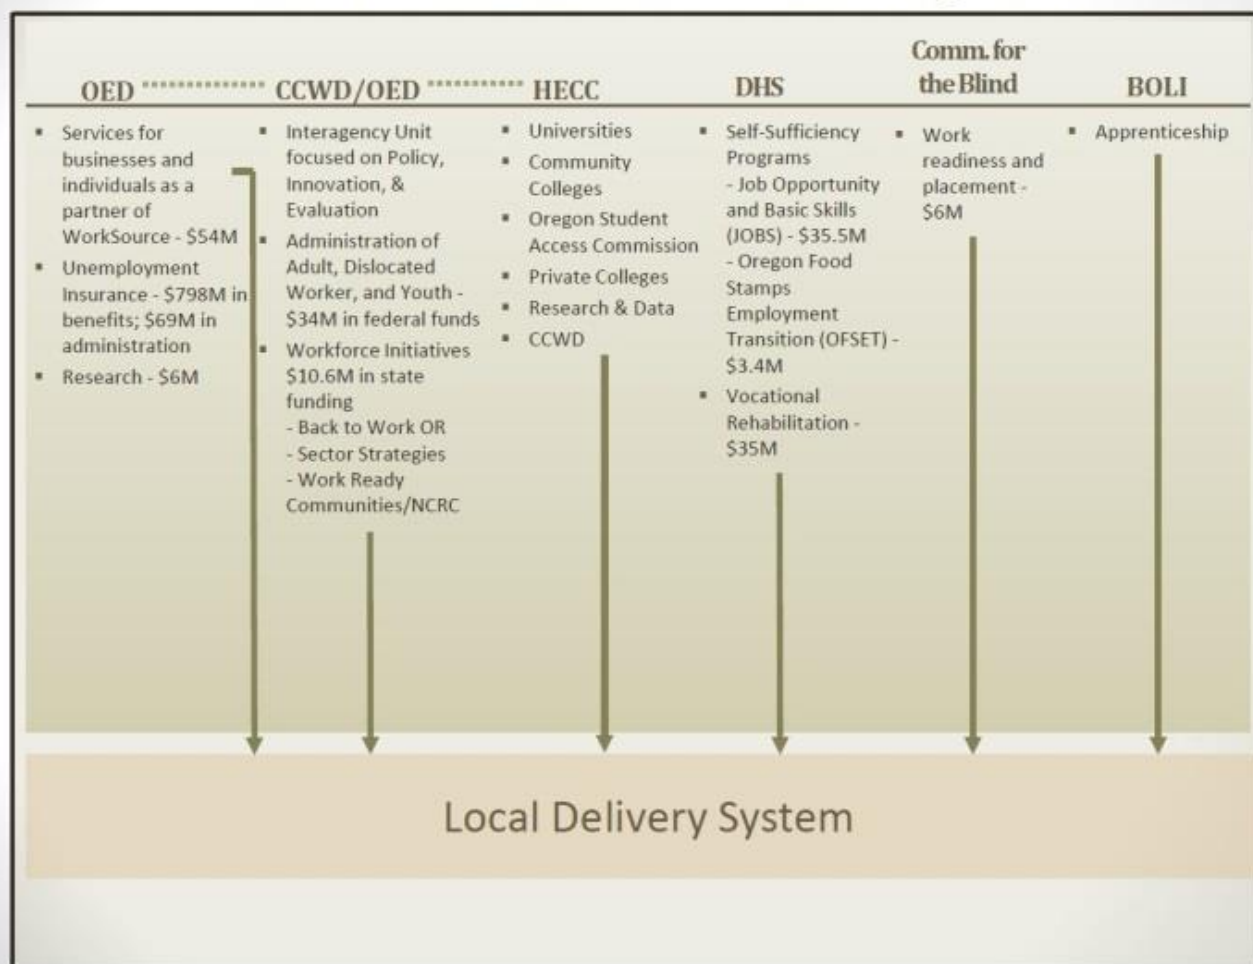 OED
CCWD/OED
HECC
DHS
Comm. for
the Blind
BOLI
▪ Services for
businesses and
individuals as a
partner of
WorkSource - $54M
▪ Unemployment
Insurance - $798M in
benefits; $69M in
administration
▪ Research - $6M
▪ Interagency Unit
focused on Policy,
Innovation, &
Evaluation
▪ Administration of
Adult, Dislocated
Worker, and Youth -
$34M in federal funds
▪ Workforce Initiatives
$10.6M in state
funding
- Back to Work OR
- Sector Strategies
- Work Ready
Communities/NCRC
▪ Universities
▪ Community
Colleges
▪ Oregon Student
Access Commission
▪ Private Colleges
▪ Research & Data
▪ CCWD
▪ Self-Sufficiency
Programs
- Job Opportunity
and Basic Skills
(JOBS) - $35.5M
- Oregon Food
Stamps
Employment
Transition (OFSET) -
$3.4M
▪ Vocational
Rehabilitation -
$35M
▪ Work
readiness and
placement -
$6M
▪ Apprenticeship
Local Delivery System